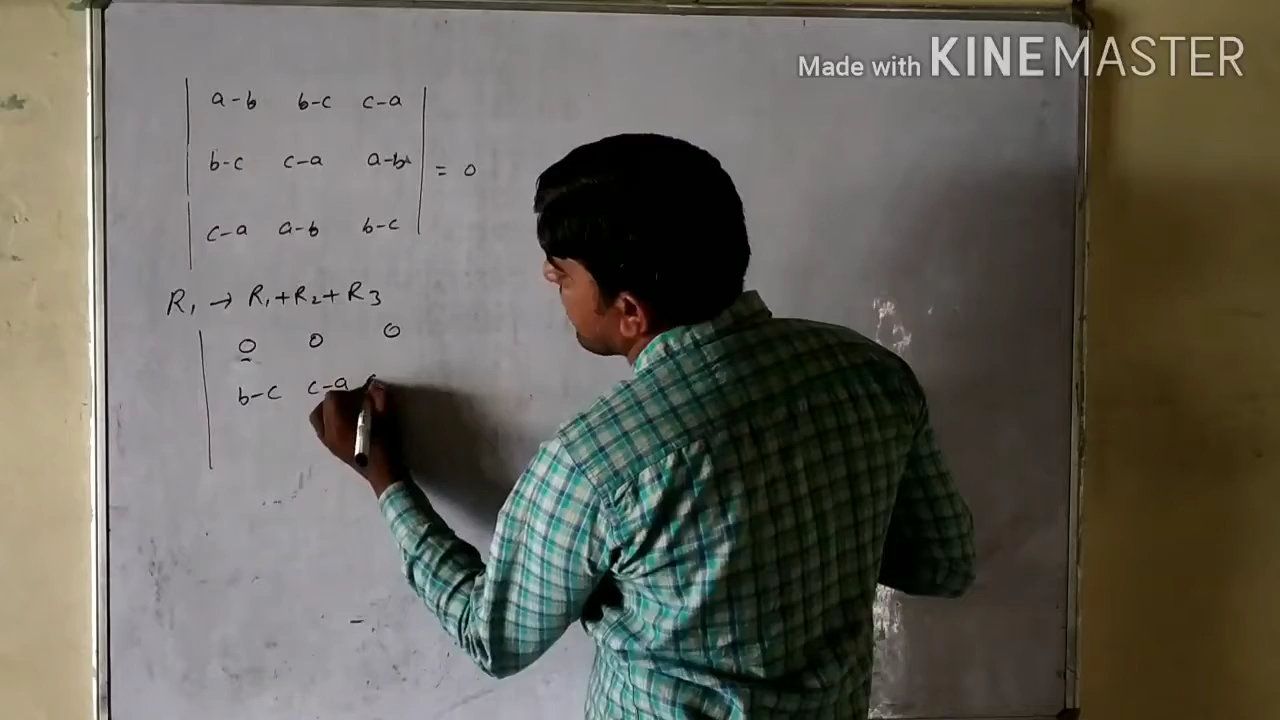 Made with KINEMASTER
a-b b-c c-a
b-c c-a a-b
= 0
c-a a-b b-c
R₁ → R₁+R₂+R₃
0 0 0
b-c c-a